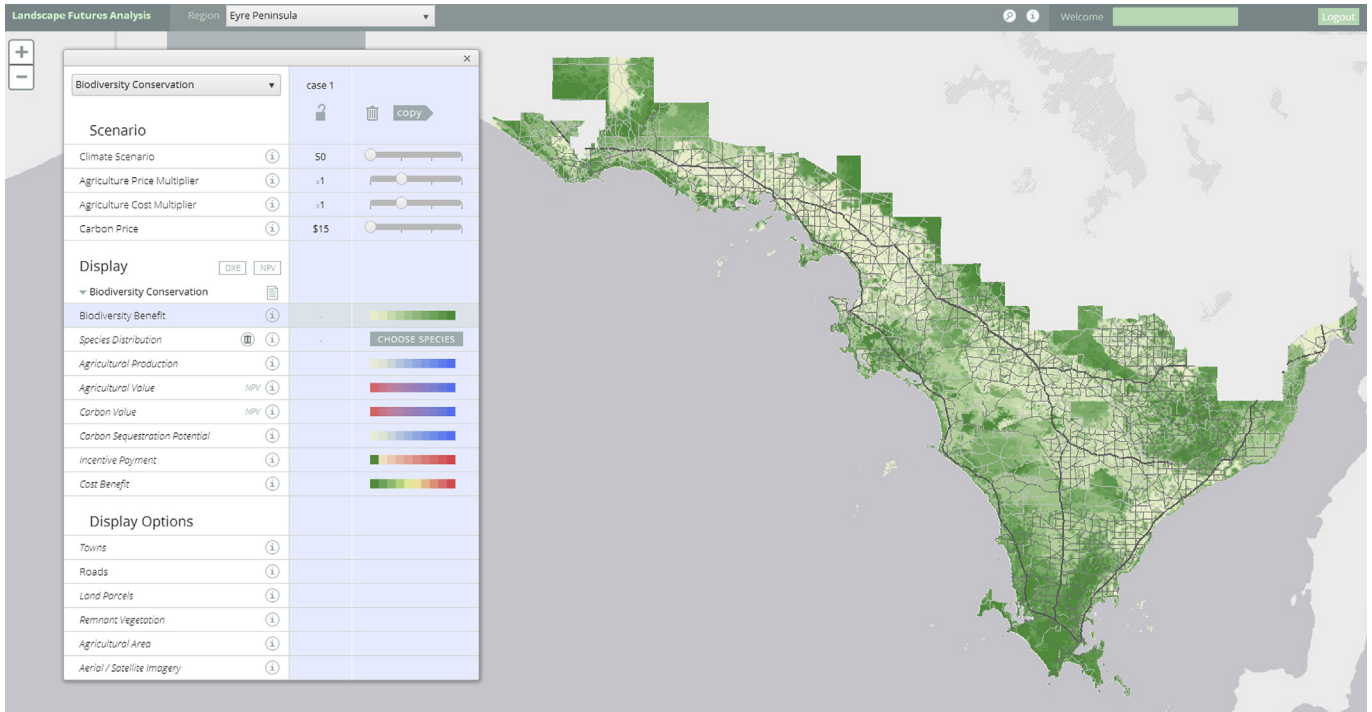 Landscape Futures Analysis Region Eyre Peninsula Welcome Logout
Biodiversity Conservation case 1
copy
Scenario
Climate Scenario S0
Agriculture Price Multiplier x1
Agriculture Cost Multiplier x1
Carbon Price $15
Display DXE NPV
Biodiversity Conservation
Biodiversity Benefit -
Species Distribution - CHOOSE SPECIES
Agricultural Production
Agricultural Value NPV
Carbon Value NPV
Carbon Sequestration Potential
Incentive Payment
Cost Benefit
Display Options
Towns
Roads
Land Parcels
Remnant Vegetation
Agricultural Area
Aerial / Satellite Imagery